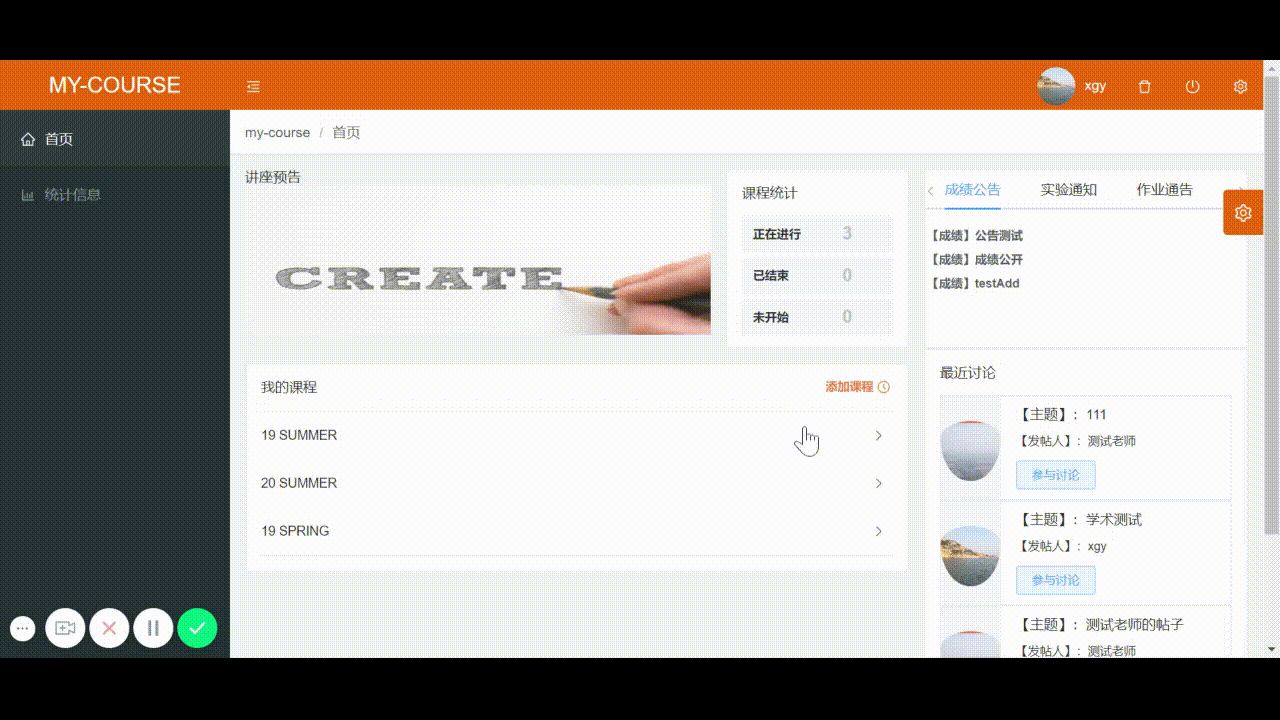 MY-COURSE
xgy
首页
统计信息
my-course / 首页
讲座预告
CREATE
课程统计
正在进行 3
已结束 0
未开始 0
成绩公告 实验通知 作业通告
【成绩】公告测试
【成绩】成绩公开
【成绩】testAdd
我的课程
添加课程
19 SUMMER
20 SUMMER
19 SPRING
最近讨论
【主题】: 111
【发帖人】: 测试老师
参与讨论
【主题】: 学术测试
【发帖人】: xgy
参与讨论
【主题】: 测试老师的帖子
【发帖人】: 测试老师